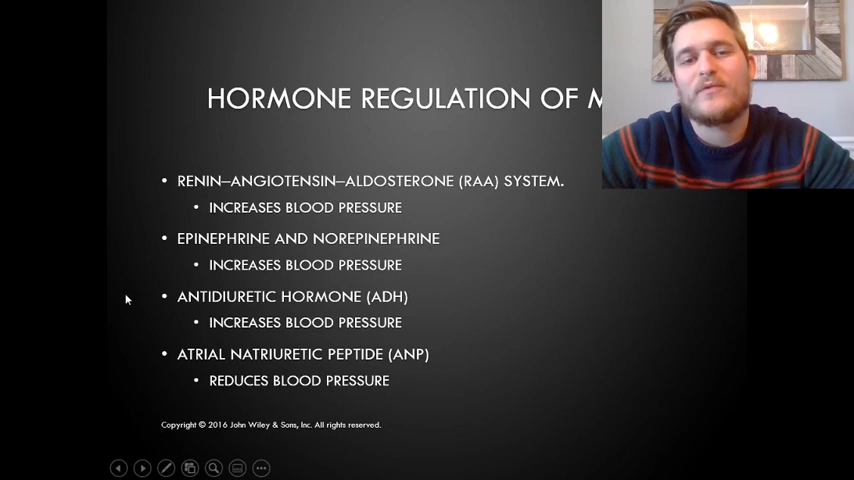 HORMONE REGULATION OF
• RENIN–ANGIOTENSIN–ALDOSTERONE (RAA) SYSTEM.
• INCREASES BLOOD PRESSURE
• EPINEPHRINE AND NOREPINEPHRINE
• INCREASES BLOOD PRESSURE
• ANTIDIURETIC HORMONE (ADH)
• INCREASES BLOOD PRESSURE
• ATRIAL NATRIURETIC PEPTIDE (ANP)
• REDUCES BLOOD PRESSURE
Copyright © 2016 John Wiley & Sons, Inc. All rights reserved.